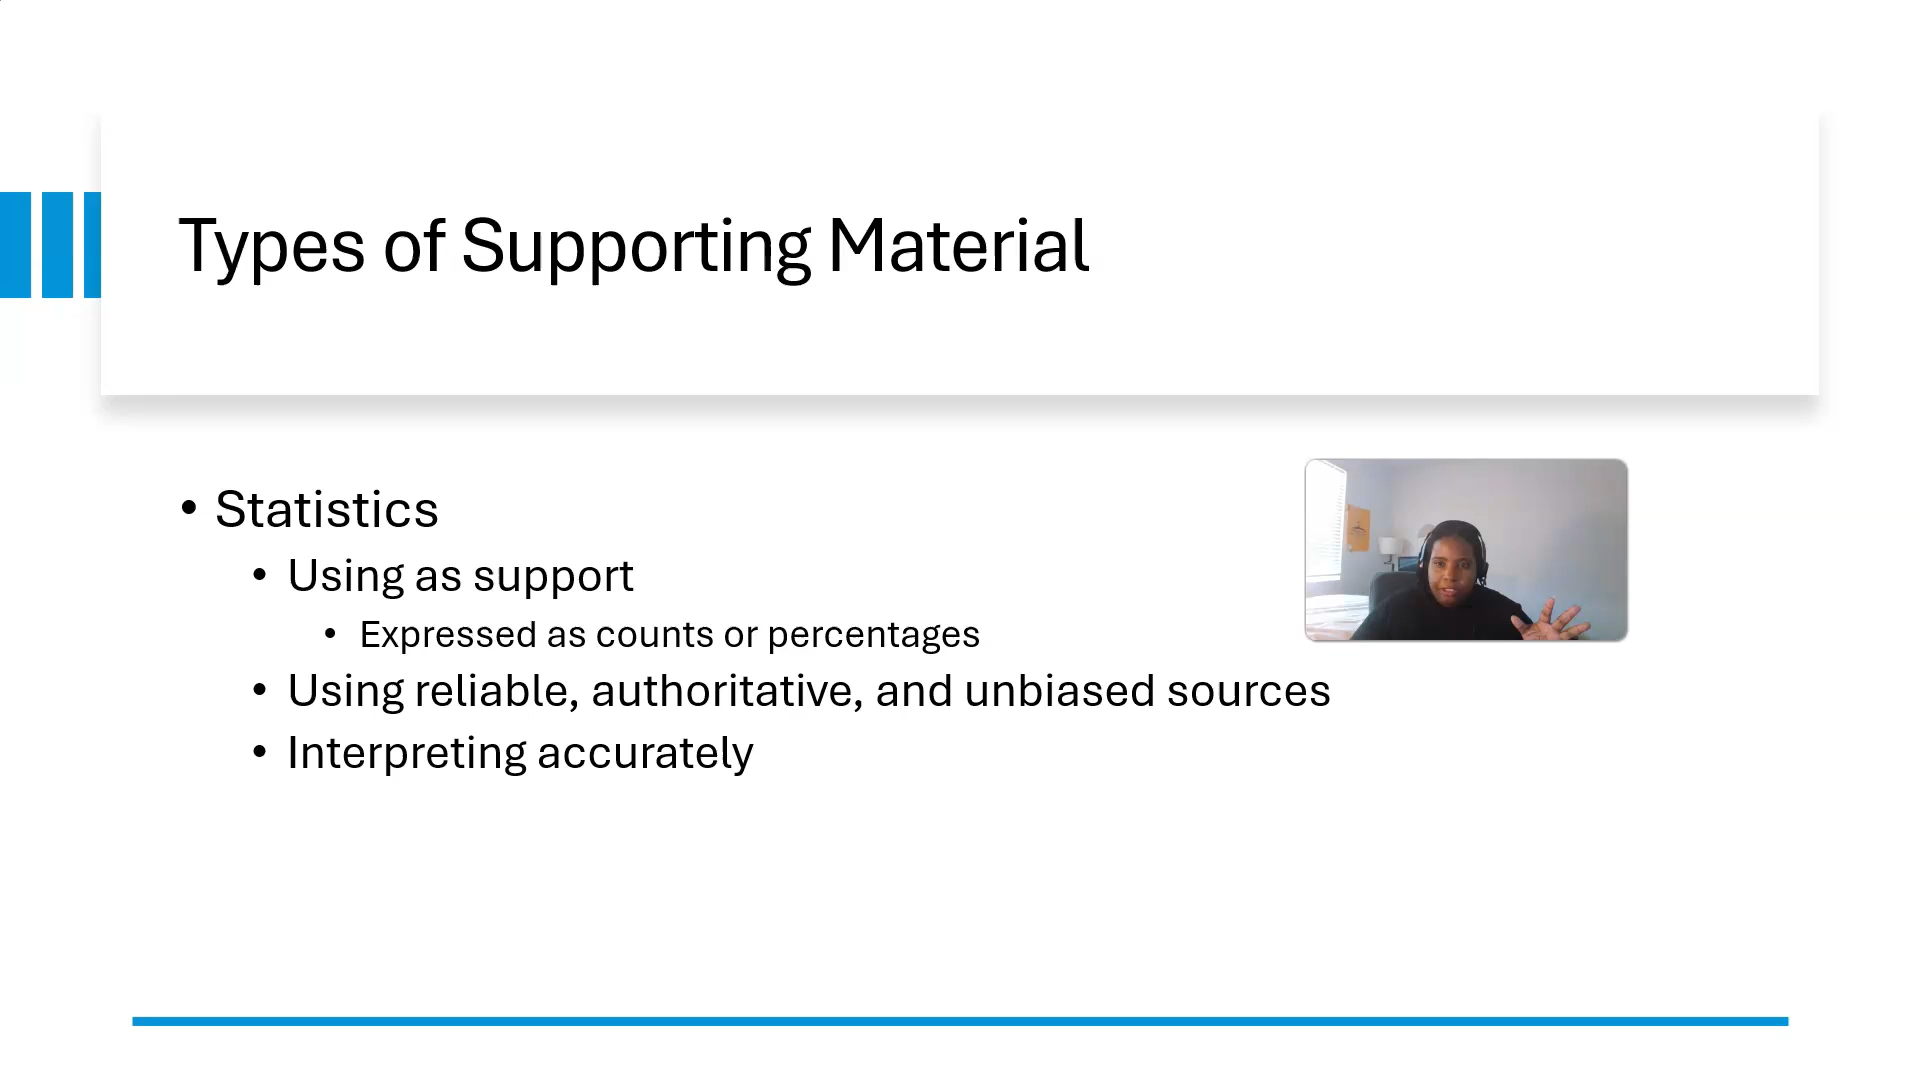 Types of Supporting Material
• Statistics
• Using as support
• Expressed as counts or percentages
• Using reliable, authoritative, and unbiased sources
• Interpreting accurately